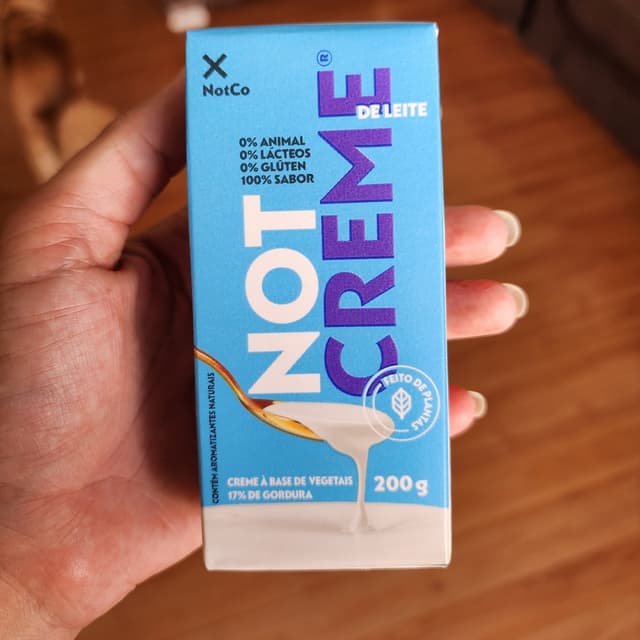 NotCo
0% ANIMAL
0% LÁCTEOS
0% GLÚTEN
100% SABOR
NOT
CREME®
DE LEITE
FEITO DE PLANTAS
CONTÉM AROMATIZANTES NATURAIS
CREME À BASE DE VEGETAIS
17% DE GORDURA
200 g